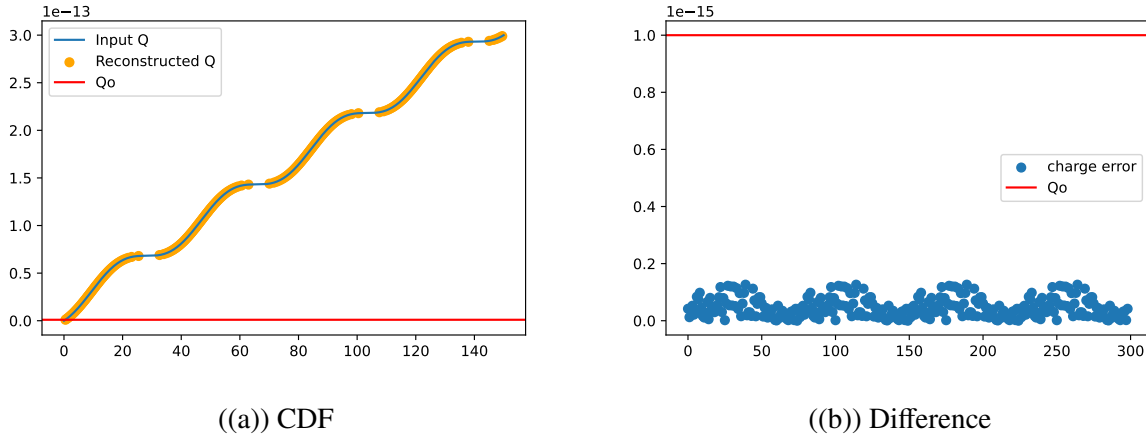 1e−13
3.0
2.5
2.0
1.5
1.0
0.5
0.0
Input Q
Reconstructed Q
Qo
0 20 40 60 80 100 120 140
((a)) CDF
1e−15
1.0
0.8
0.6
0.4
0.2
0.0
charge error
Qo
0 50 100 150 200 250 300
((b)) Difference